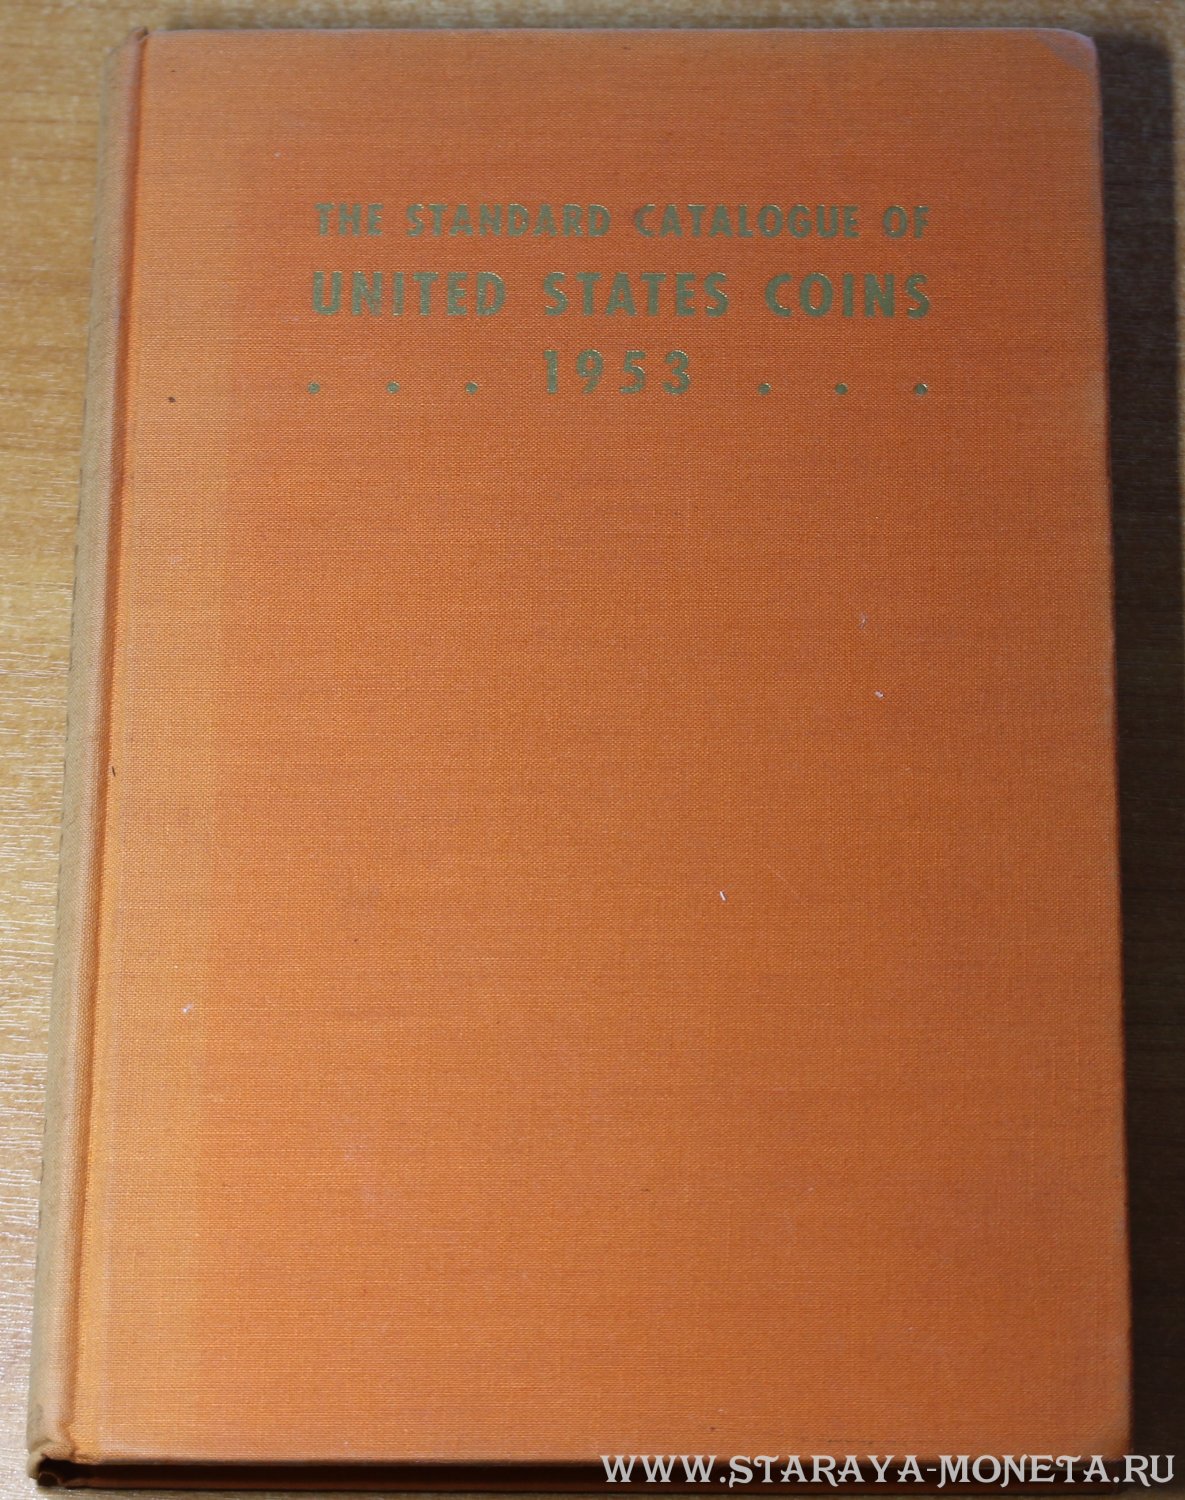 THE STANDARD CATALOGUE OF
UNITED STATES COINS
. . . 1953 . . .
WWW.STARAYA-MONETA.RU